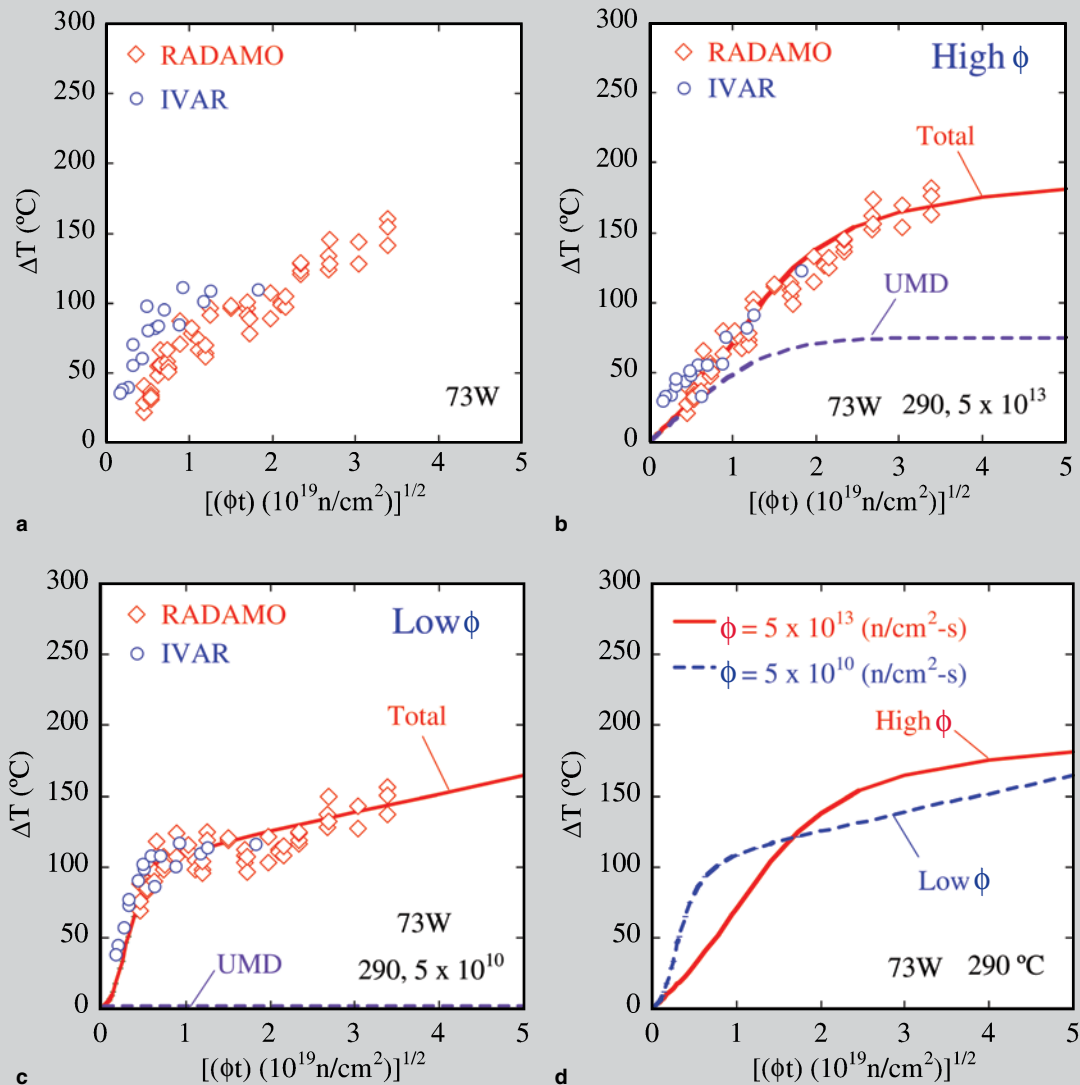 300
250
200
150
100
50
0
ΔT (ºC)
RADAMO
IVAR
73W
0 1 2 3 4 5
[(ϕt) (10¹⁹n/cm²)]¹/²
a
300
250
200
150
100
50
0
ΔT (ºC)
RADAMO
IVAR
High ϕ
Total
UMD
73W 290, 5 x 10¹³
0 1 2 3 4 5
[(ϕt) (10¹⁹n/cm²)]¹/²
b
300
250
200
150
100
50
0
ΔT (ºC)
RADAMO
IVAR
Low ϕ
Total
73W
UMD
290, 5 x 10¹⁰
0 1 2 3 4 5
[(ϕt) (10¹⁹n/cm²)]¹/²
c
300
250
200
150
100
50
0
ΔT (ºC)
ϕ = 5 x 10¹³ (n/cm²-s)
ϕ = 5 x 10¹⁰ (n/cm²-s)
High ϕ
Low ϕ
73W 290 ºC
0 1 2 3 4 5
[(ϕt) (10¹⁹n/cm²)]¹/²
d